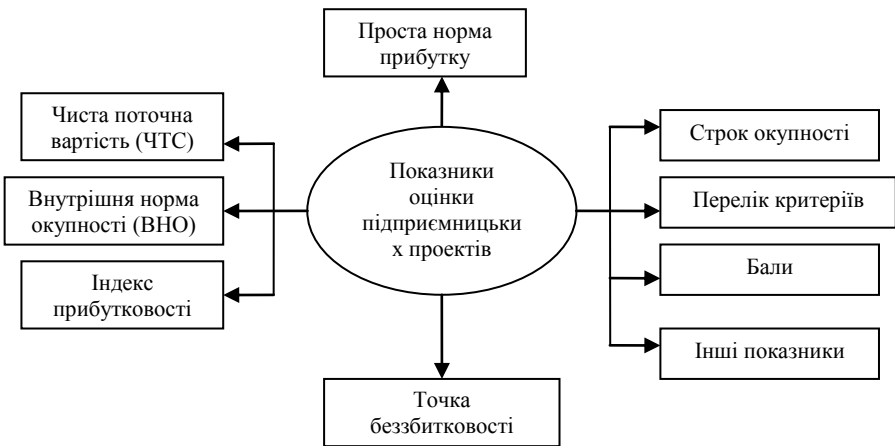 Проста норма
прибутку
Чиста поточна
вартість (ЧТС)
Внутрішня норма
окупності (ВНО)
Індекс
прибутковості
Показники
оцінки
підприємницьки
х проектів
Строк окупності
Перелік критеріїв
Бали
Інші показники
Точка
беззбитковості